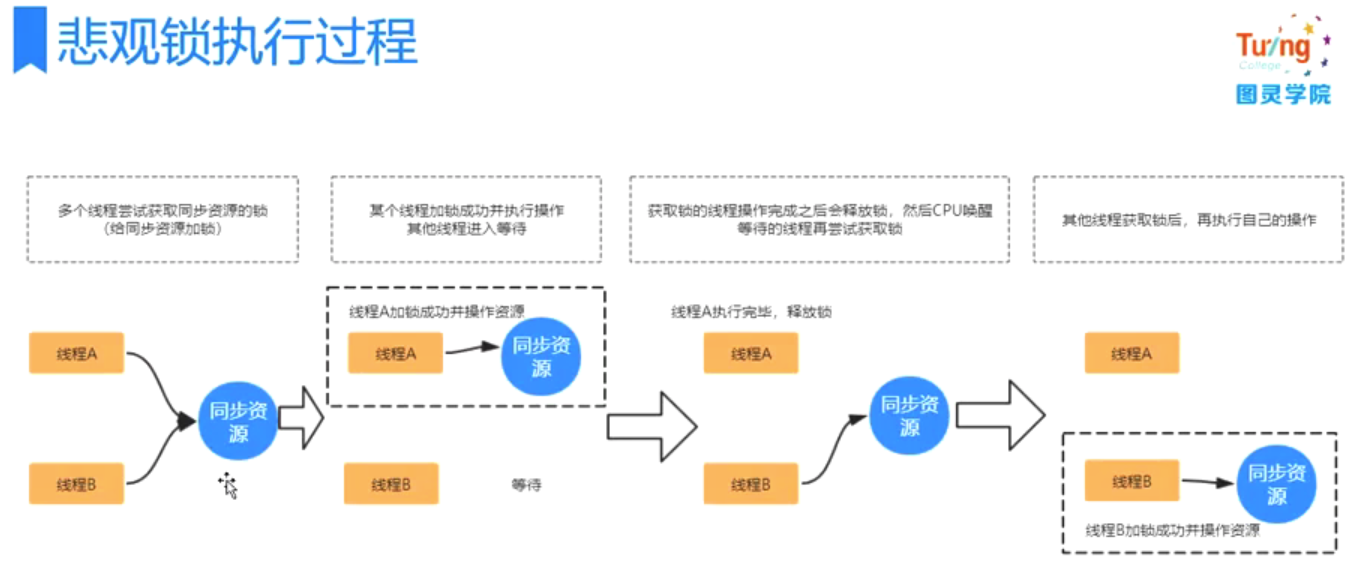 悲观锁执行过程
Turing
College
图灵学院
多个线程尝试获取同步资源的锁
（给同步资源加锁）
某个线程加锁成功并执行操作
其他线程进入等待
获取锁的线程操作完成之后会释放锁，然后CPU唤醒
等待的线程再尝试获取锁
其他线程获取锁后，再执行自己的操作
线程A
线程B
同步资
源
线程A加锁成功并操作资源
线程A
同步资
源
线程B
等待
线程A执行完毕，释放锁
线程A
线程B
同步资
源
线程A
线程B
同步资
源
线程B加锁成功并操作资源